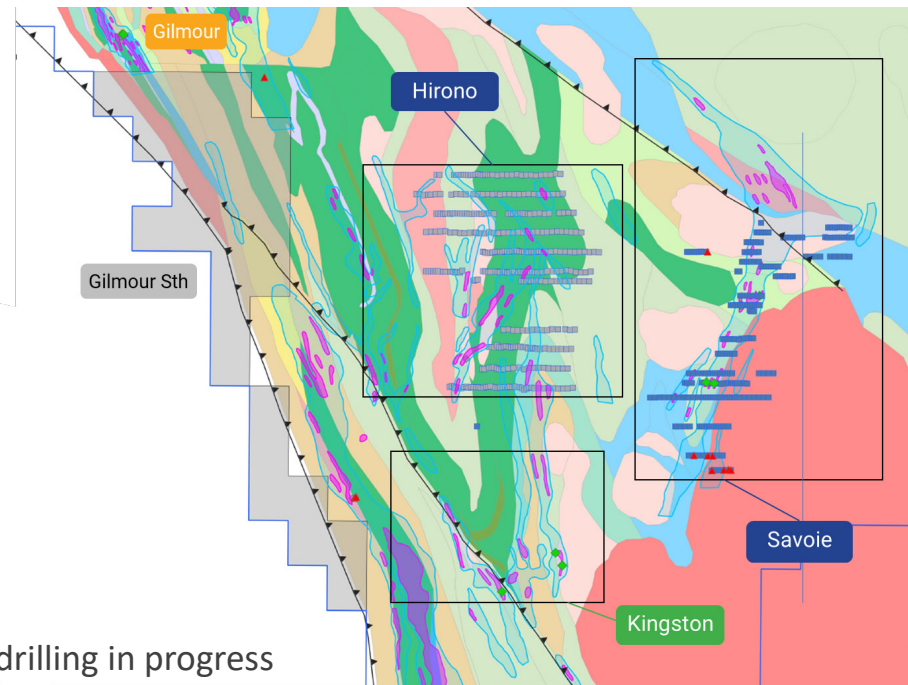 Gilmour
Hirono
Gilmour Sth
Savoie
Kingston
drilling in progress